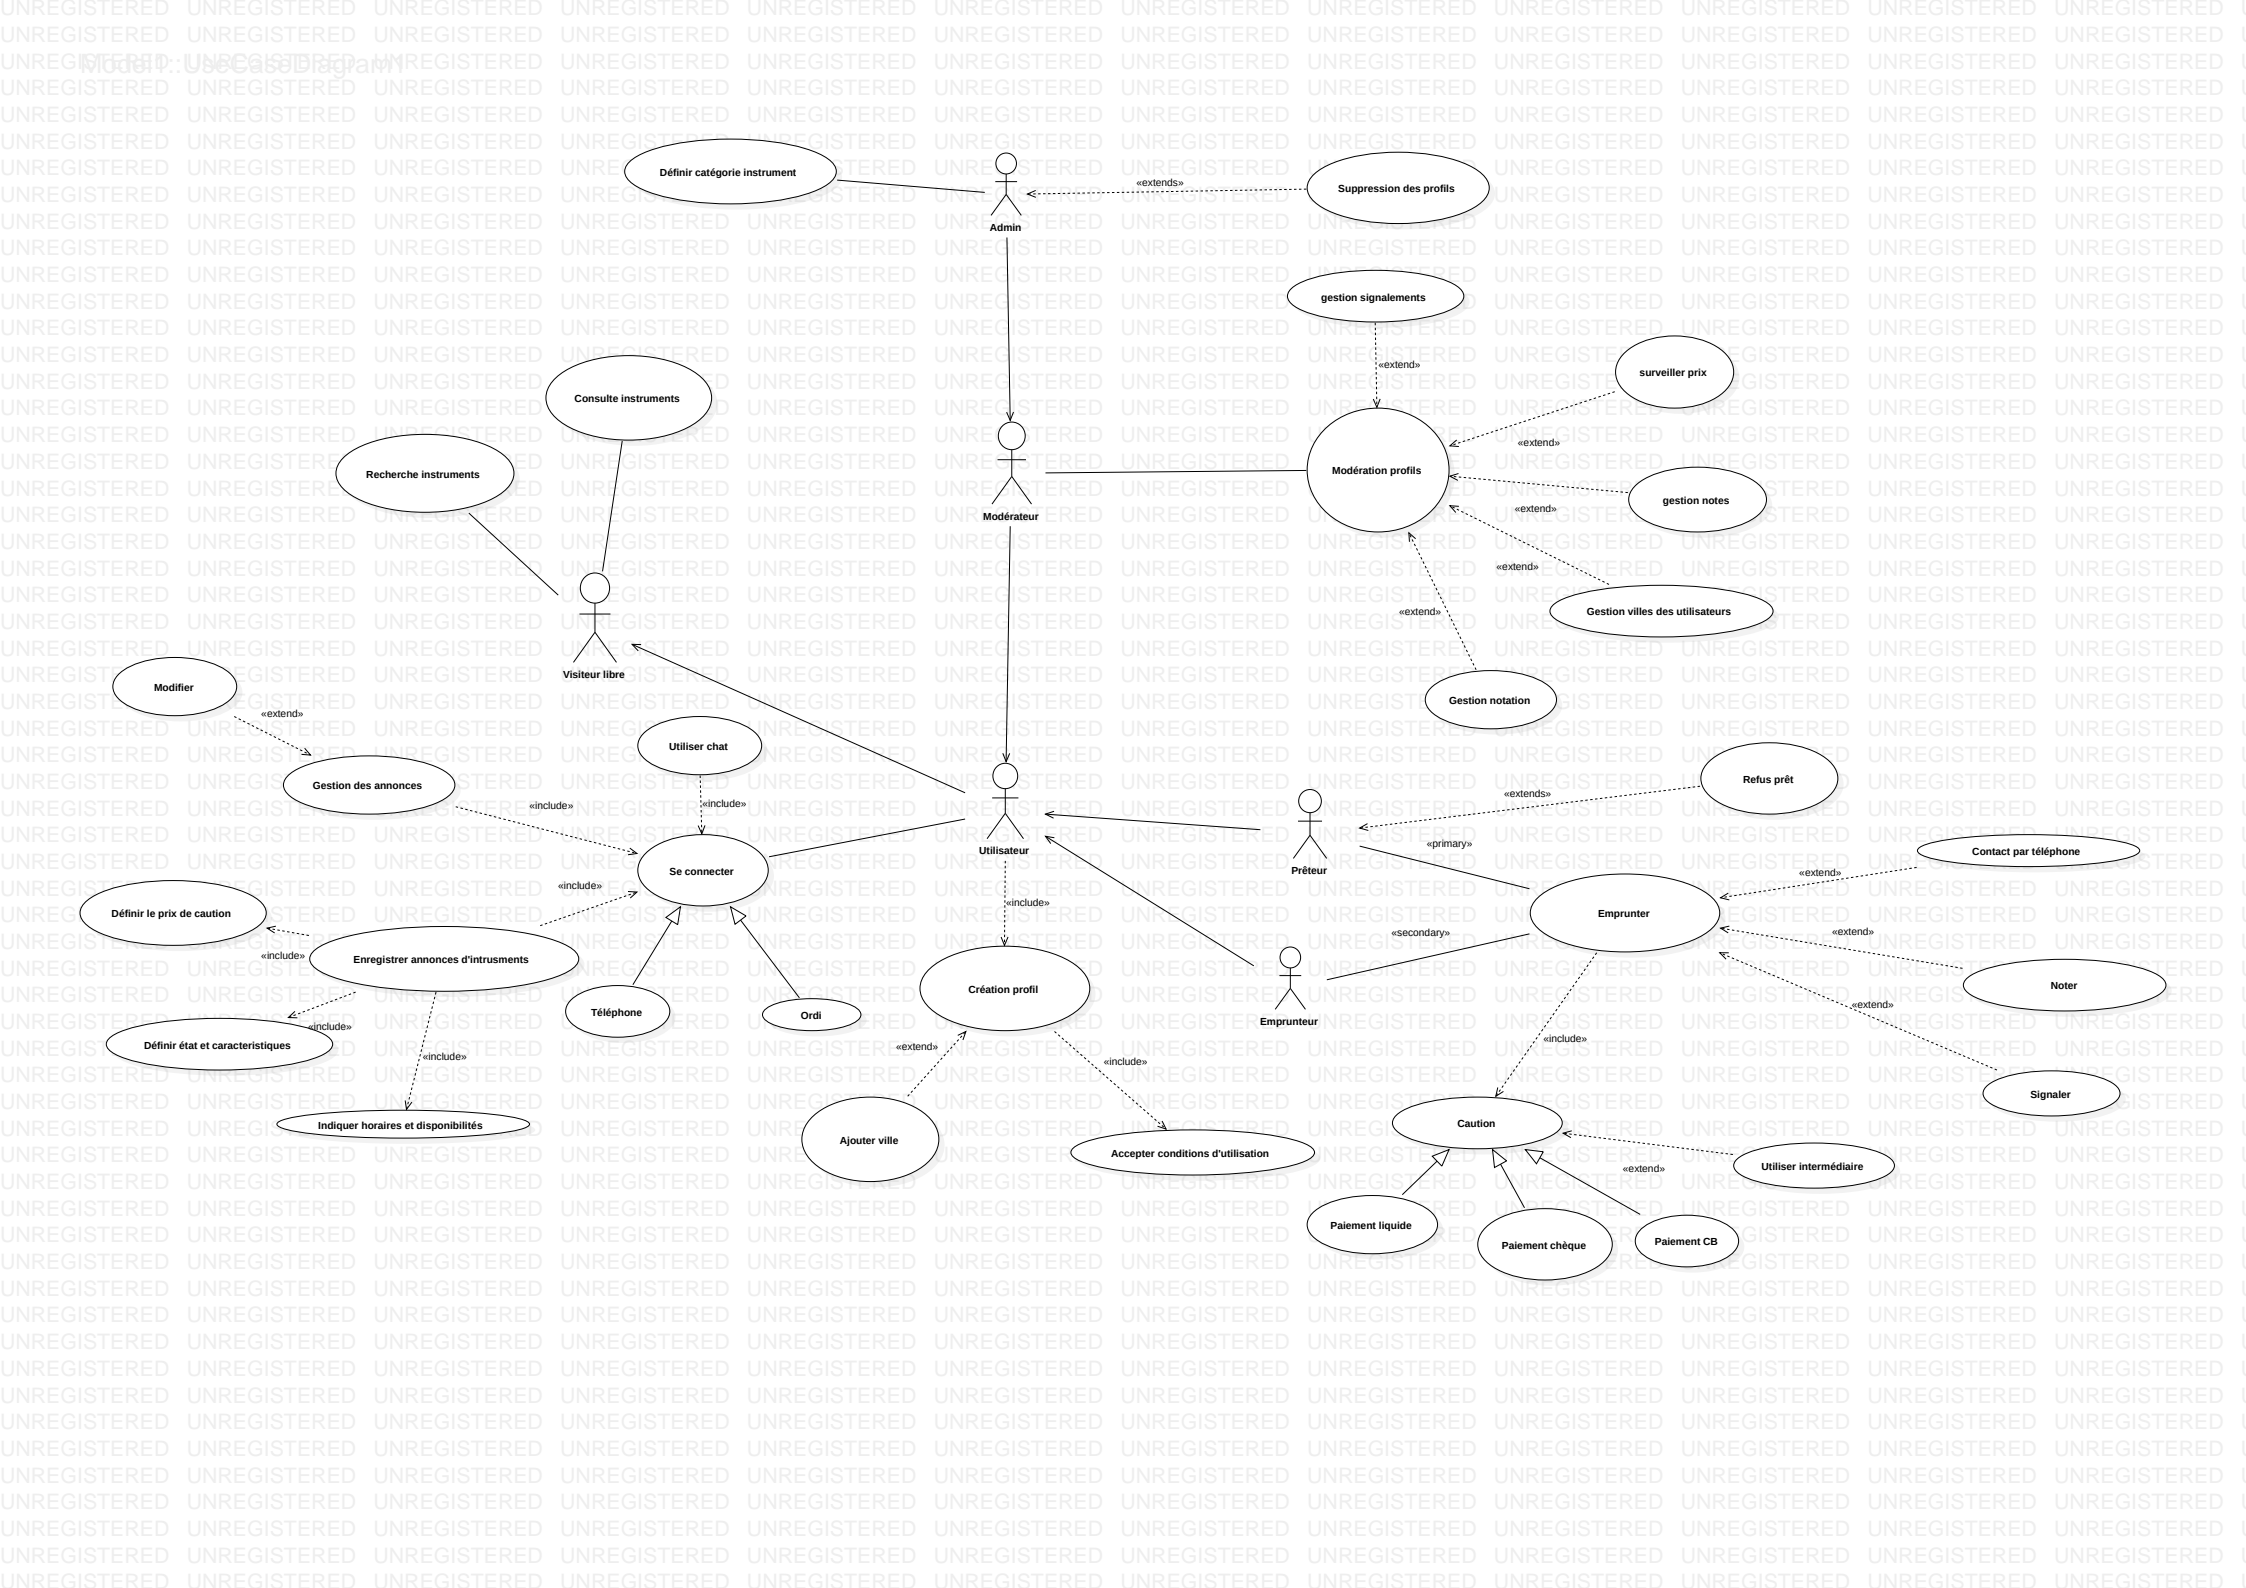 Model1::UseCaseDiagram1
Définir catégorie instrument
«extends»
Suppression des profils
Admin
gestion signalements
«extend»
surveiller prix
Consulte instruments
«extend»
Recherche instruments
Modération profils
gestion notes
«extend»
Modérateur
«extend»
Gestion villes des utilisateurs
«extend»
Visiteur libre
Modifier
Gestion notation
«extend»
Utiliser chat
Refus prêt
Gestion des annonces
«extends»
«include»
«include»
«primary»
Utilisateur
Contact par téléphone
Se connecter
Prêteur
«extend»
«include»
«include»
Définir le prix de caution
Emprunter
«secondary»
«extend»
«include»
Enregistrer annonces d'intrusments
Création profil
Noter
«extend»
Téléphone
Ordi
Emprunteur
«include»
«include»
Définir état et caracteristiques
«extend»
«include»
«include»
Signaler
Indiquer horaires et disponibilités
Caution
Ajouter ville
Accepter conditions d'utilisation
Utiliser intermédiaire
«extend»
Paiement liquide
Paiement chèque
Paiement CB
UNREGISTERED